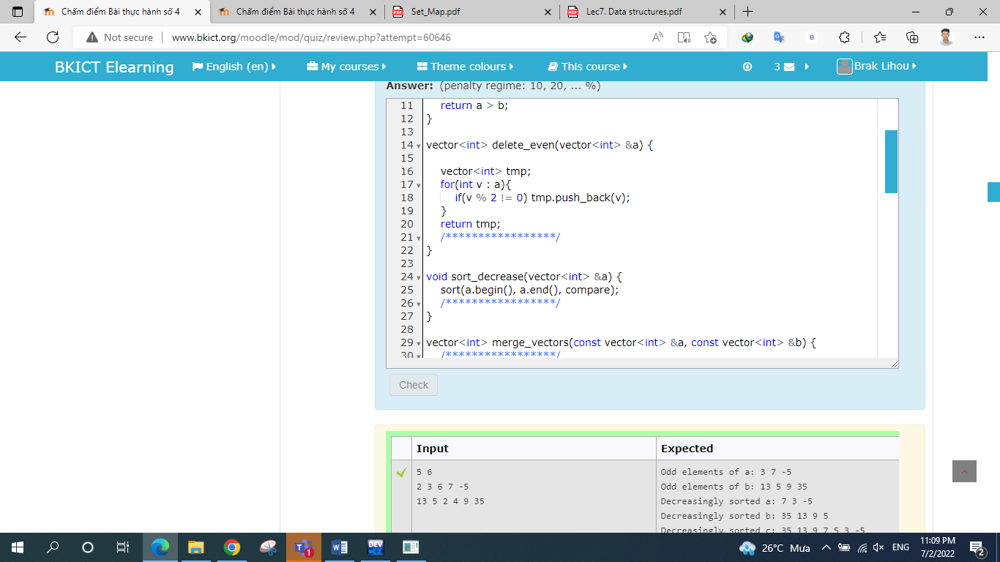 Chấm điểm Bài thực hành số 4
Chấm điểm Bài thực hành số 4
Set_Map.pdf
Lec7. Data structures.pdf
Not secure | www.bkict.org/moodle/mod/quiz/review.php?attempt=60646
BKICT Elearning English (en) My courses Theme colours This course 3 Brak Lihou
Answer: (penalty regime: 10, 20, ... %)
11 return a > b;
12 }
13
14 vector<int> delete_even(vector<int> &a) {
15
16 vector<int> tmp;
17 for(int v : a){
18 if(v % 2 != 0) tmp.push_back(v);
19 }
20 return tmp;
21 /*****************/
22 }
23
24 void sort_decrease(vector<int> &a) {
25 sort(a.begin(), a.end(), compare);
26 /*****************/
27 }
28
29 vector<int> merge_vectors(const vector<int> &a, const vector<int> &b) {
30 /*****************/
Check
Input Expected
5 6 Odd elements of a: 3 7 -5
2 3 6 7 -5 Odd elements of b: 13 5 9 35
13 5 2 4 9 35 Decreasingly sorted a: 7 3 -5
Decreasingly sorted b: 35 13 9 5
Decreasingly sorted c: 35 13 9 7 5 3 -5
26°C Mưa ENG 11:09 PM
7/2/2022